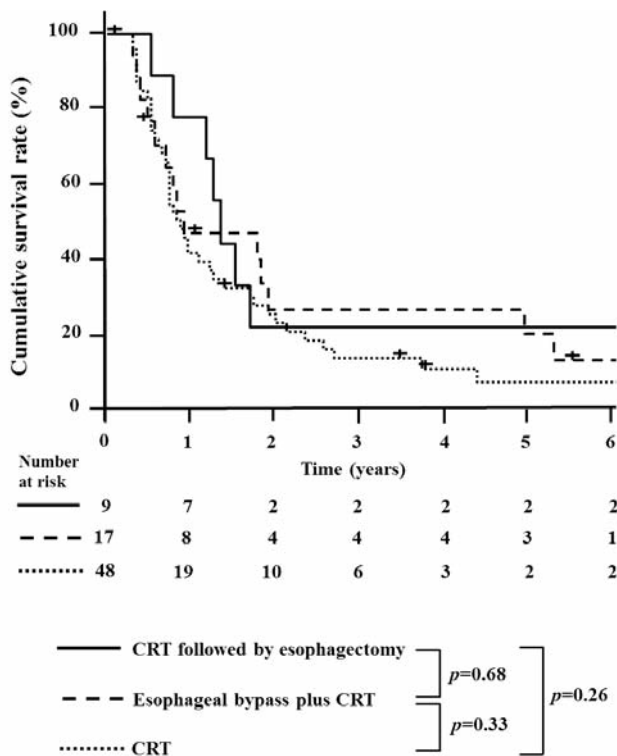 Cumulative survival rate (%)
100
80
60
40
20
0
0 1 2 3 4 5 6
Time (years)
Number
at risk
9 7 2 2 2 2 2
17 8 4 4 4 3 1
48 19 10 6 3 2 2
CRT followed by esophagectomy
p=0.68
Esophageal bypass plus CRT
p=0.26
p=0.33
CRT